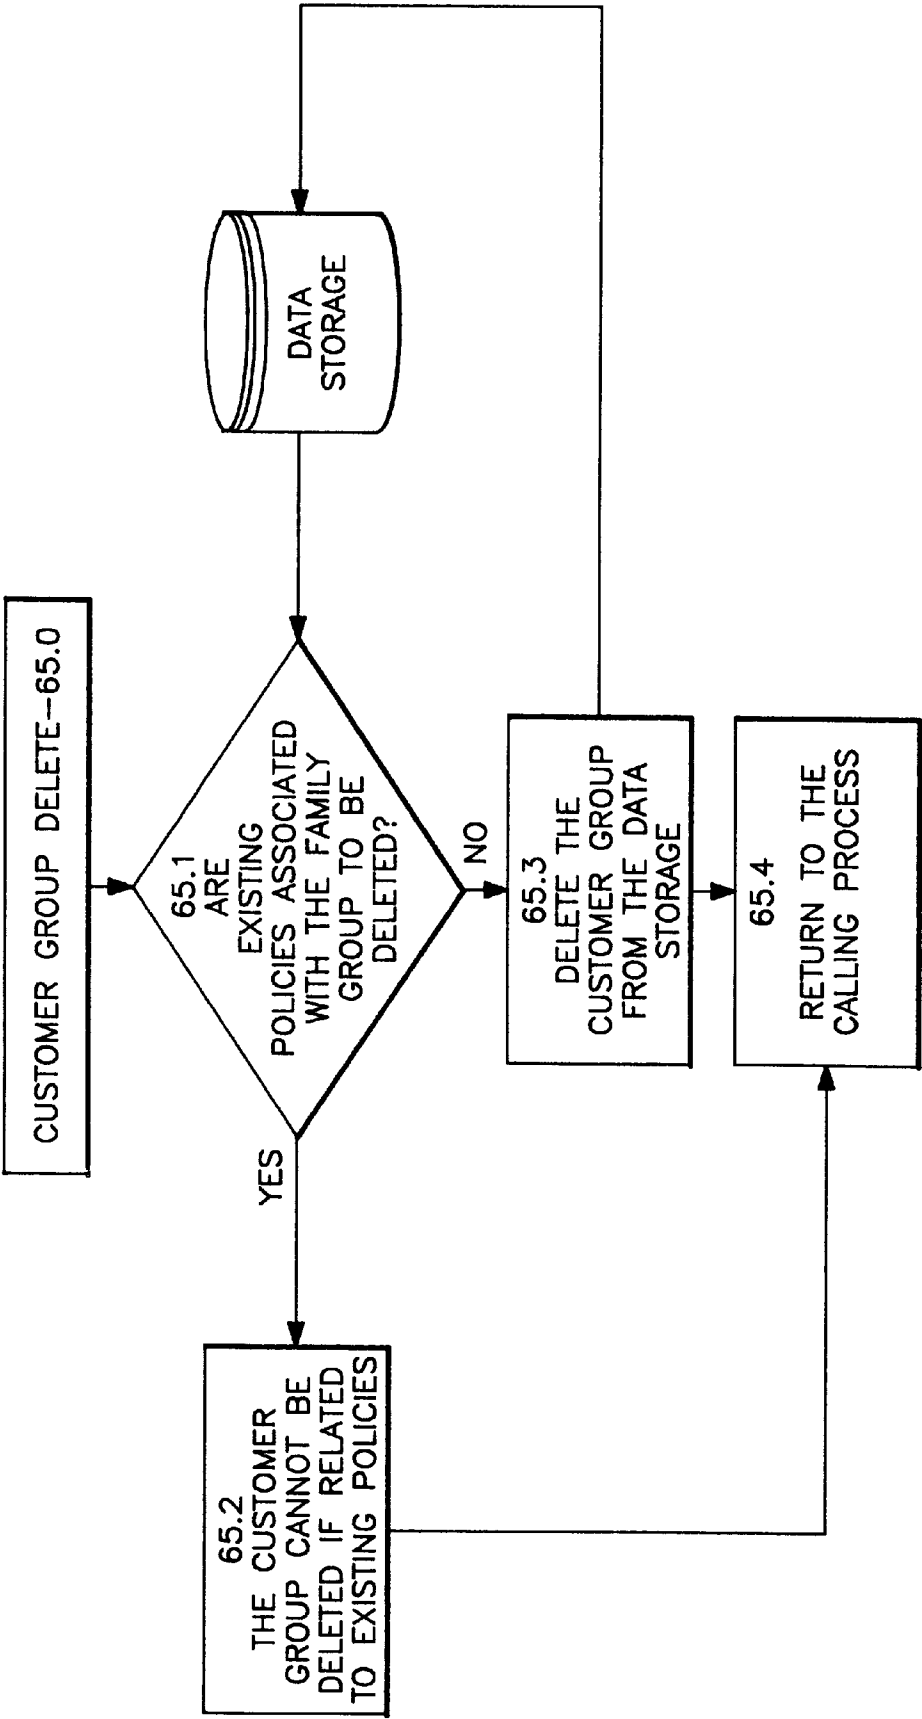 CUSTOMER GROUP DELETE--65.0
65.1
ARE
EXISTING
POLICIES ASSOCIATED
WITH THE FAMILY
GROUP TO BE
DELETED?
DATA
STORAGE
YES
NO
65.2
THE CUSTOMER
GROUP CANNOT BE
DELETED IF RELATED
TO EXISTING POLICIES
65.3
DELETE THE
CUSTOMER GROUP
FROM THE DATA
STORAGE
65.4
RETURN TO THE
CALLING PROCESS